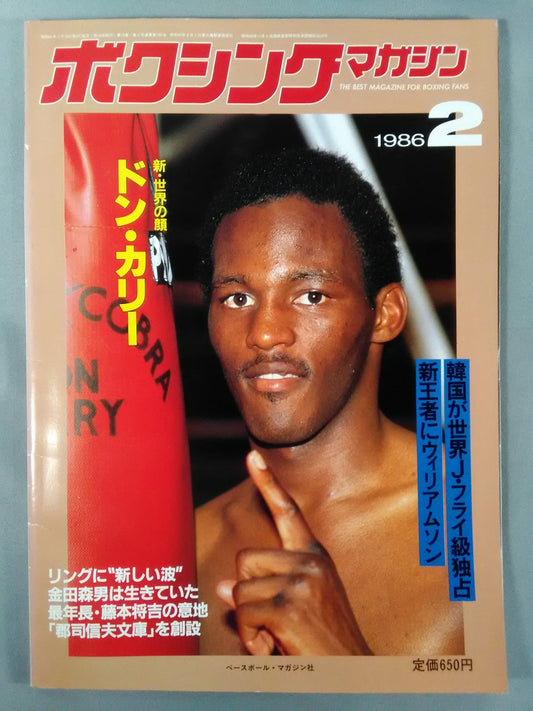 ボクシングマガジン
THE BEST MAGAZINE FOR BOXING FANS
1986 2
新・世界の顔
ドン・カリー
COBRA
ON
RRY
韓国が世界J・フライ級独占
新王者にウィリアムソン
リングに"新しい波"
金田森男は生きていた
最年長・藤本将吉の意地
「郡司信夫文庫」を創設
ベースボール・マガジン社
定価650円